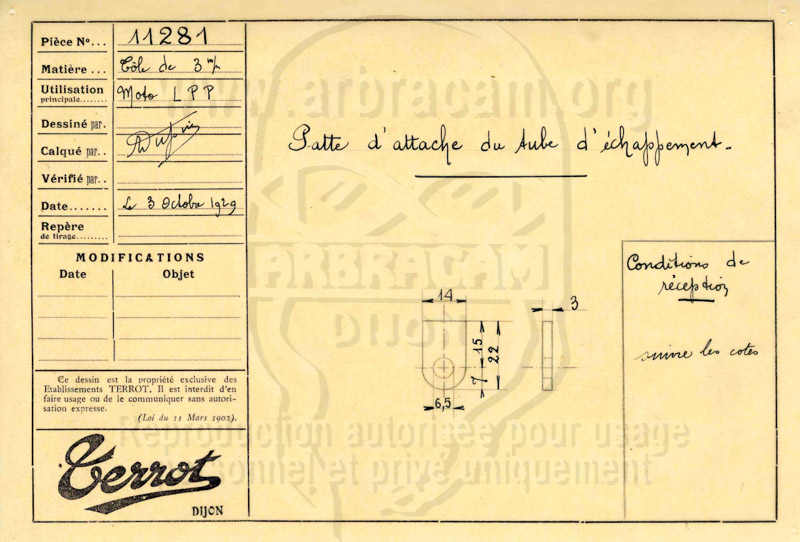 Pièce Nº... 11281
Matière... Tôle de 3 m/m
Utilisation
principale........ Moto LPP
Dessiné par.
Calqué par..
Vérifié par..
Date....... Le 3 Octobre 1929
Repère
de tirage.........
MODIFICATIONS
Date Objet
Ce dessin est la propriété exclusive des
Etablissements TERROT. Il est interdit d'en
faire usage ou de le communiquer sans autori-
sation expresse.
(Loi du 11 Mars 1902).
Terrot
DIJON
Patte d'attache du tube d'échappement.
Conditions de
réception
suivre les cotes
14
3
15
22
7
6,5
www.arbracam.org
ARBRACAM
DIJON
Reproduction autorisée pour usage
personnel et privé uniquement